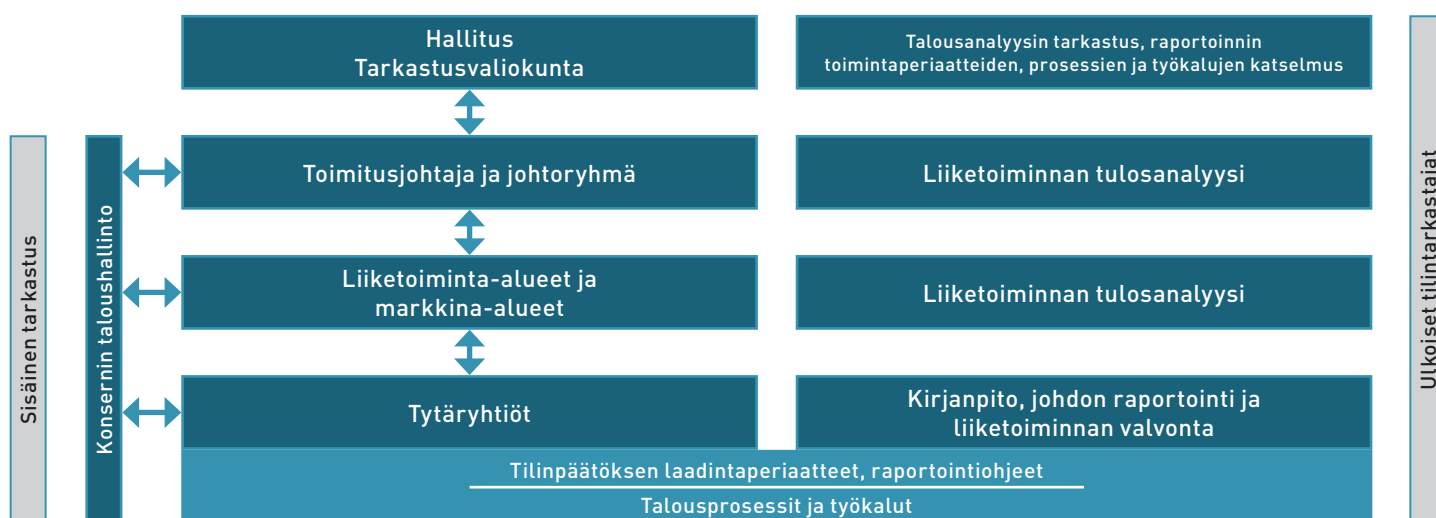 Hallitus
Tarkastusvaliokunta
Talousanalyysin tarkastus, raportoinnin
toimintaperiaatteiden, prosessien ja työkalujen katselmus
Sisäinen tarkastus
Konsernin taloushallinto
Toimitusjohtaja ja johtoryhmä
Liiketoiminnan tulosanalyysi
Liiketoiminta-alueet ja
markkina-alueet
Liiketoiminnan tulosanalyysi
Tytäryhtiöt
Kirjanpito, johdon raportointi ja
liiketoiminnan valvonta
Tilinpäätöksen laadintaperiaatteet, raportointiohjeet
Talousprosessit ja työkalut
Ulkoiset tilintarkastajat